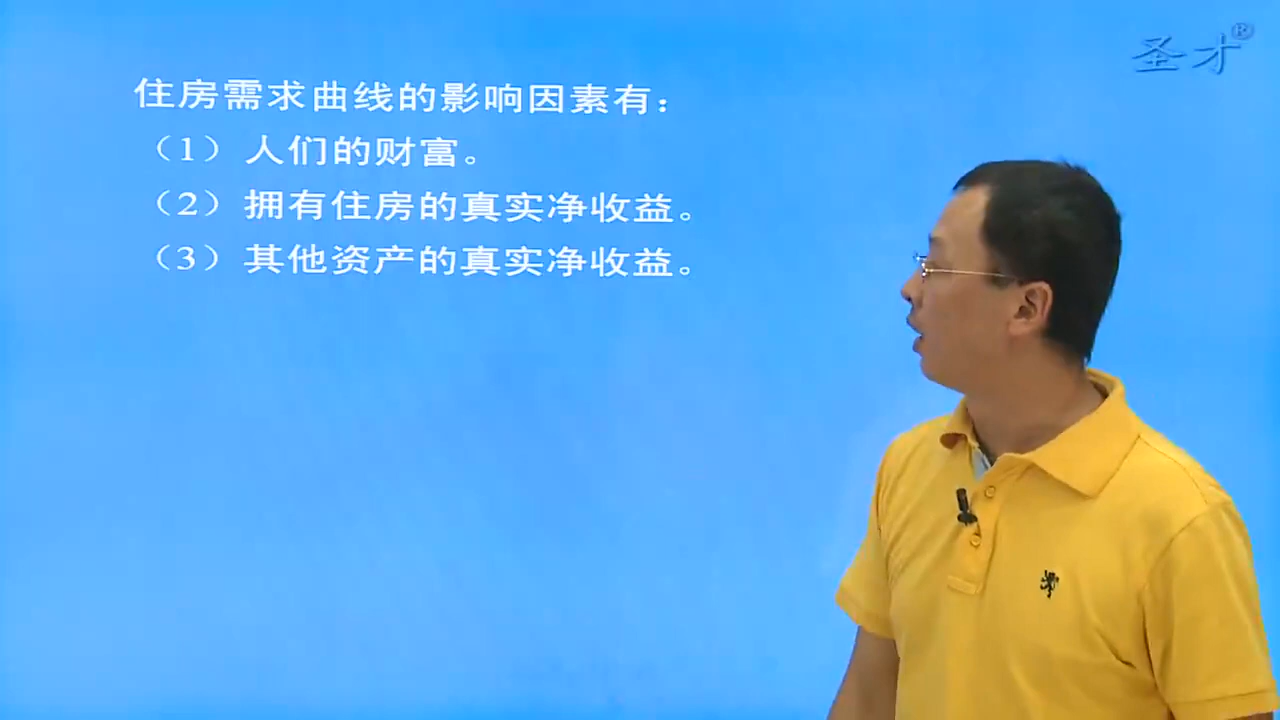 圣才®
住房需求曲线的影响因素有：
（1）人们的财富。
（2）拥有住房的真实净收益。
（3）其他资产的真实净收益。